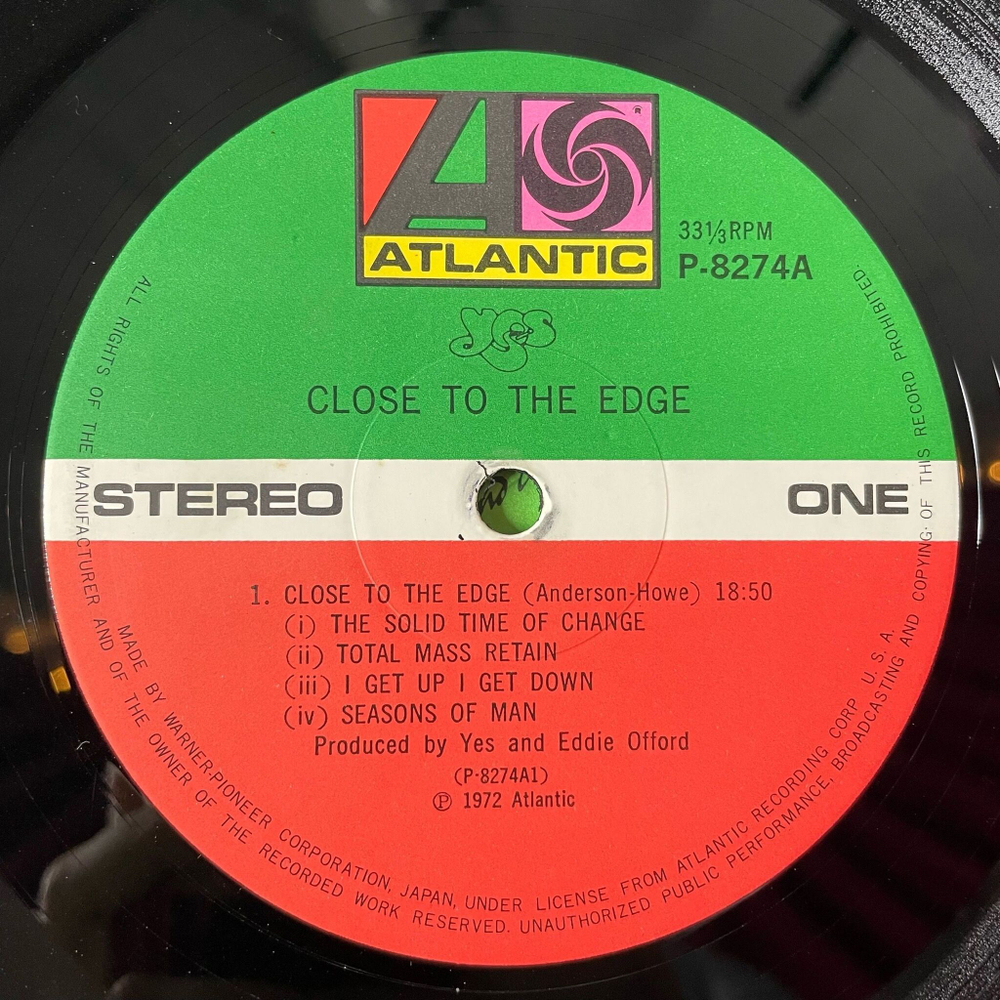 A
ATLANTIC
®
33⅓RPM
P-8274A
yes
CLOSE TO THE EDGE
STEREO
ONE
1. CLOSE TO THE EDGE (Anderson-Howe) 18:50
(i) THE SOLID TIME OF CHANGE
(ii) TOTAL MASS RETAIN
(iii) I GET UP I GET DOWN
(iv) SEASONS OF MAN
Produced by Yes and Eddie Offord
(P-8274A1)
℗ 1972 Atlantic
MADE BY WARNER-PIONEER CORPORATION, JAPAN, UNDER LICENSE FROM ATLANTIC RECORDING CORP. U. S. A.
ALL RIGHTS OF THE MANUFACTURER AND OF THE OWNER OF THE RECORDED WORK RESERVED. UNAUTHORIZED PUBLIC PERFORMANCE, BROADCASTING AND COPYING· OF THIS RECORD PROHIBITED.